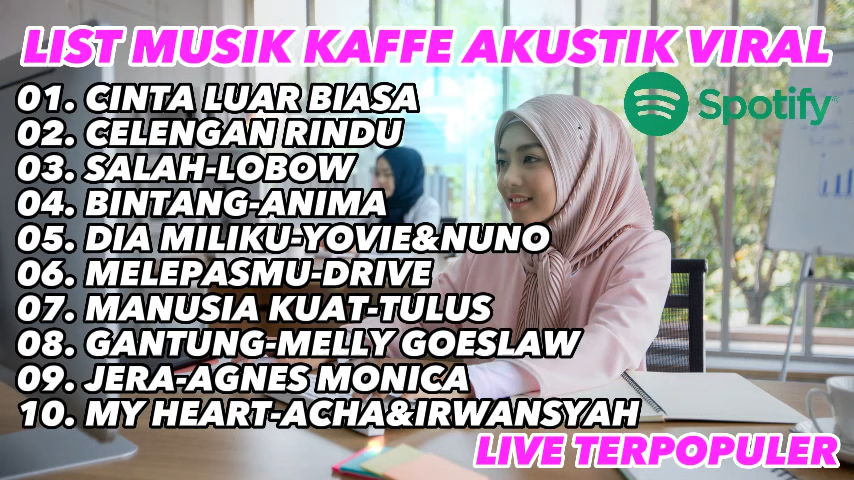 LIST MUSIK KAFFE AKUSTIK VIRAL
Spotify
01. CINTA LUAR BIASA
02. CELENGAN RINDU
03. SALAH-LOBOW
04. BINTANG-ANIMA
05. DIA MILIKU-YOVIE&NUNO
06. MELEPASMU-DRIVE
07. MANUSIA KUAT-TULUS
08. GANTUNG-MELLY GOESLAW
09. JERA-AGNES MONICA
10. MY HEART-ACHA&IRWANSYAH
LIVE TERPOPULER